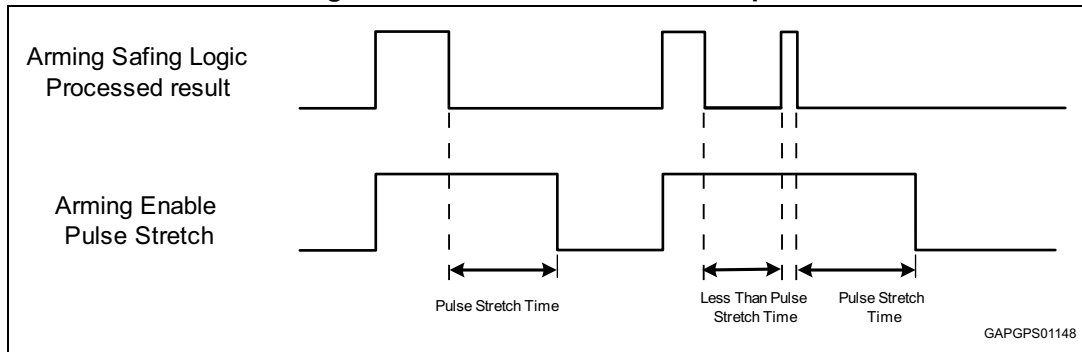 Arming Safing Logic
Processed result
Arming Enable
Pulse Stretch
Pulse Stretch Time
Less Than Pulse
Stretch Time
Pulse Stretch
Time
GAPGPS01148